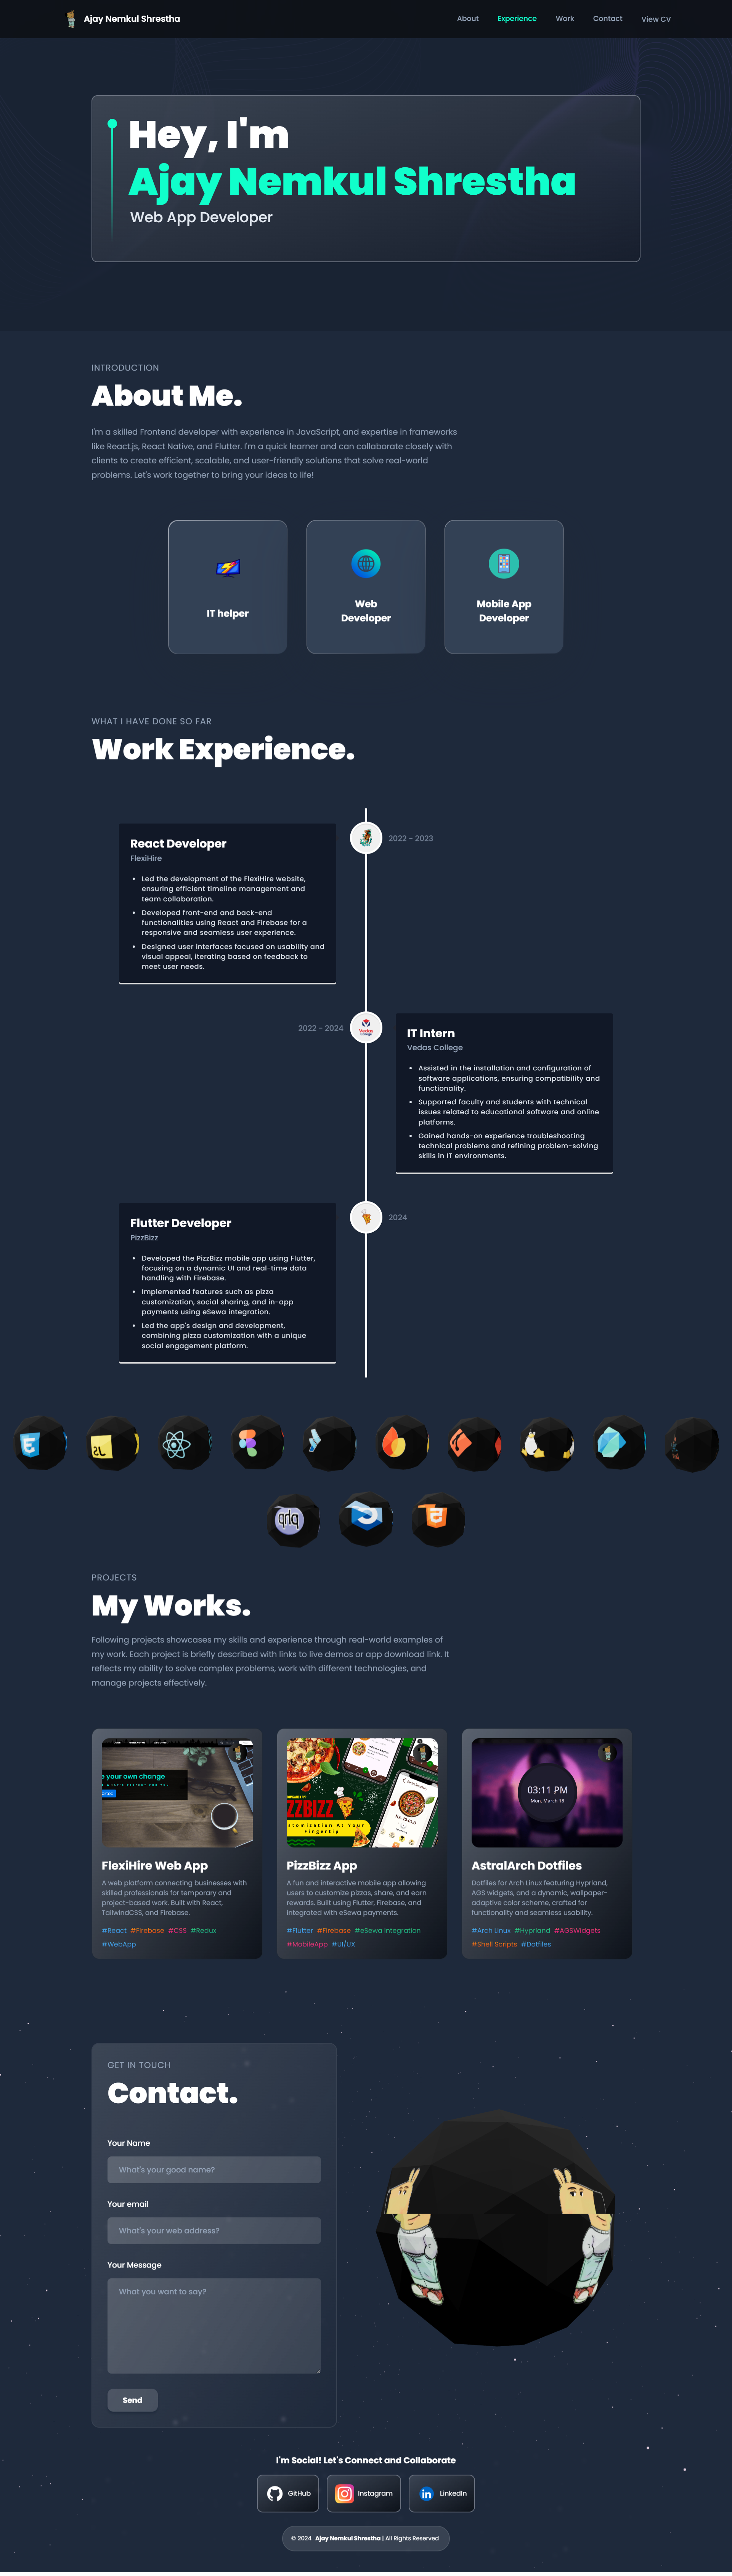 Ajay Nemkul Shrestha
About Experience Work Contact View CV
Hey, I'm
Ajay Nemkul Shrestha
Web App Developer
INTRODUCTION
About Me.
I'm a skilled Frontend developer with experience in JavaScript, and expertise in frameworks
like React.js, React Native, and Flutter. I'm a quick learner and can collaborate closely with
clients to create efficient, scalable, and user-friendly solutions that solve real-world
problems. Let's work together to bring your ideas to life!
IT helper
Web
Developer
Mobile App
Developer
WHAT I HAVE DONE SO FAR
Work Experience.
React Developer
FlexiHire
• Led the development of the FlexiHire website,
ensuring efficient timeline management and
team collaboration.
• Developed front-end and back-end
functionalities using React and Firebase for a
responsive and seamless user experience.
• Designed user interfaces focused on usability and
visual appeal, iterating based on feedback to
meet user needs.
2022 - 2023
2022 - 2024
Vedas
College
IT Intern
Vedas College
• Assisted in the installation and configuration of
software applications, ensuring compatibility and
functionality.
• Supported faculty and students with technical
issues related to educational software and online
platforms.
• Gained hands-on experience troubleshooting
technical problems and refining problem-solving
skills in IT environments.
Flutter Developer
PizzBizz
• Developed the PizzBizz mobile app using Flutter,
focusing on a dynamic UI and real-time data
handling with Firebase.
• Implemented features such as pizza
customization, social sharing, and in-app
payments using eSewa integration.
• Led the app's design and development,
combining pizza customization with a unique
social engagement platform.
2024
PROJECTS
My Works.
Following projects showcases my skills and experience through real-world examples of
my work. Each project is briefly described with links to live demos or app download link. It
reflects my ability to solve complex problems, work with different technologies, and
manage projects effectively.
e your own change
FlexiHire Web App
A web platform connecting businesses with
skilled professionals for temporary and
project-based work. Built with React,
TailwindCSS, and Firebase.
#React #Firebase #CSS #Redux
#WebApp
ZZBIZZ
stomization At Your
Fingertip
PizzBizz App
A fun and interactive mobile app allowing
users to customize pizzas, share, and earn
rewards. Built using Flutter, Firebase, and
integrated with eSewa payments.
#Flutter #Firebase #eSewa Integration
#MobileApp #UI/UX
03:11 PM
Mon, March 18
AstralArch Dotfiles
Dotfiles for Arch Linux featuring Hyprland,
AGS widgets, and a dynamic, wallpaper-
adaptive color scheme, crafted for
functionality and seamless usability.
#Arch Linux #Hyprland #AGSWidgets
#Shell Scripts #Dotfiles
GET IN TOUCH
Contact.
Your Name
What's your good name?
Your email
What's your web address?
Your Message
What you want to say?
Send
I'm Social! Let's Connect and Collaborate
GitHub
Instagram
LinkedIn
© 2024 Ajay Nemkul Shrestha | All Rights Reserved